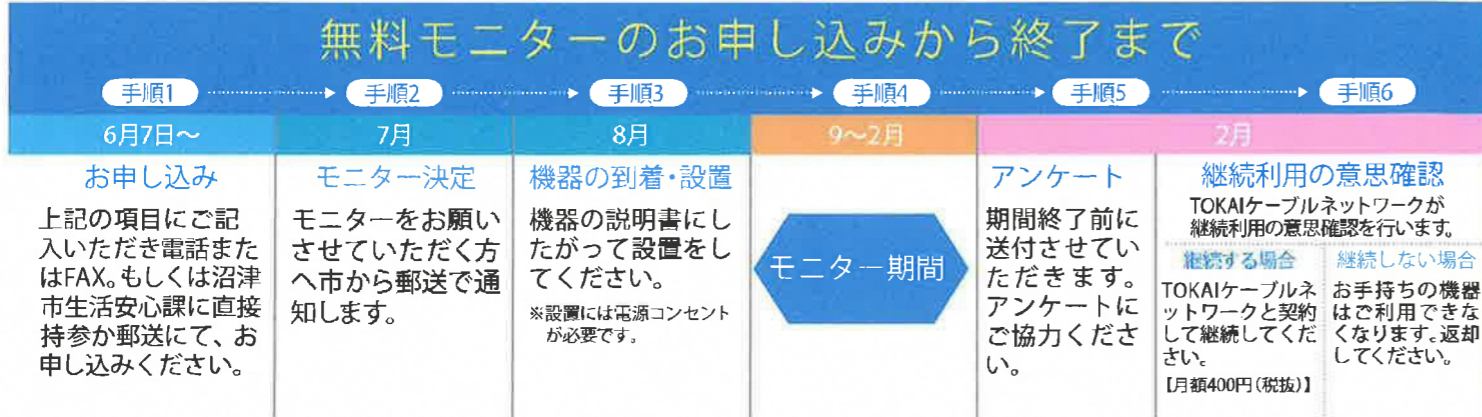 無料モニターのお申し込みから終了まで
手順1
手順2
手順3
手順4
手順5
手順6
6月7日～
7月
8月
9～2月
2月
お申し込み
上記の項目にご記
入いただき電話また
はFAX。もしくは沼津
市生活安心課に直接
持参か郵送にて、お
申し込みください。
モニター決定
モニターをお願い
させていただく方
へ市から郵送で通
知します。
機器の到着・設置
機器の説明書にし
たがって設置をし
てください。
※設置には電源コンセント
が必要です。
モニター期間
アンケート
期間終了前に
送付させてい
ただきます。
アンケートに
ご協力くださ
い。
継続利用の意思確認
TOKAIケーブルネットワークが
継続利用の意思確認を行います。
継続する場合
TOKAIケーブルネ
ットワークと契約
して継続してくだ
さい。
【月額400円（税抜）】
継続しない場合
お手持ちの機器
はご利用できな
くなります。返却
してください。